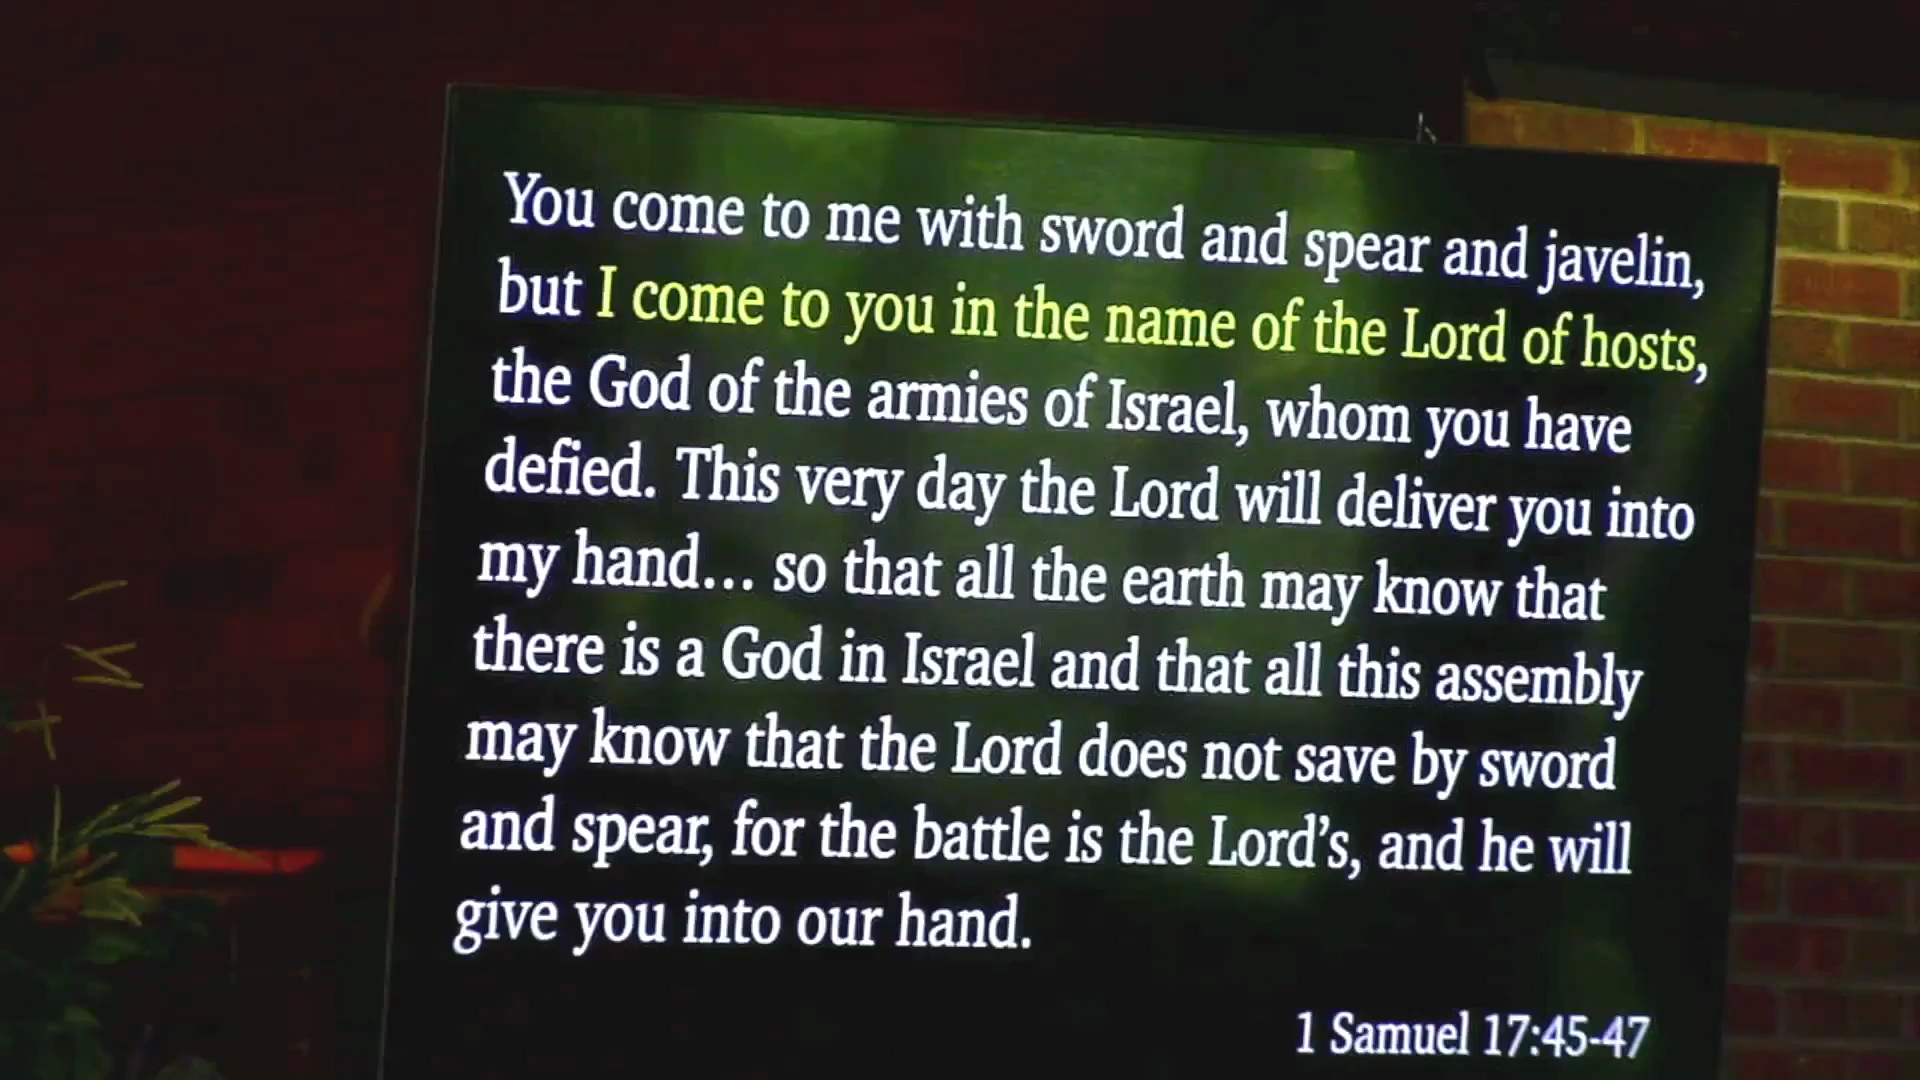 You come to me with sword and spear and javelin,
but I come to you in the name of the Lord of hosts,
the God of the armies of Israel, whom you have
defied. This very day the Lord will deliver you into
my hand… so that all the earth may know that
there is a God in Israel and that all this assembly
may know that the Lord does not save by sword
and spear, for the battle is the Lord’s, and he will
give you into our hand.
1 Samuel 17:45-47